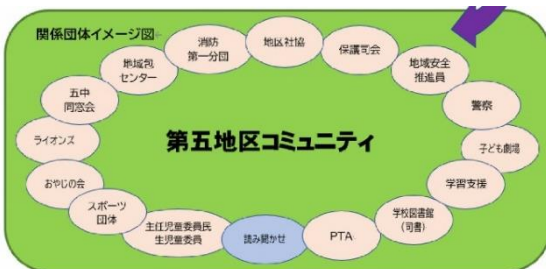 関係団体イメージ図
消防
第一分団
地区社協
保護司会
地域安全
推進員
警察
子ども劇場
学習支援
学校図書館
(司書)
PTA
読み聞かせ
主任児童委員民
生児童委員
スポーツ
団体
おやじの会
ライオンズ
五中
同窓会
地域包
センター
第五地区コミュニティ